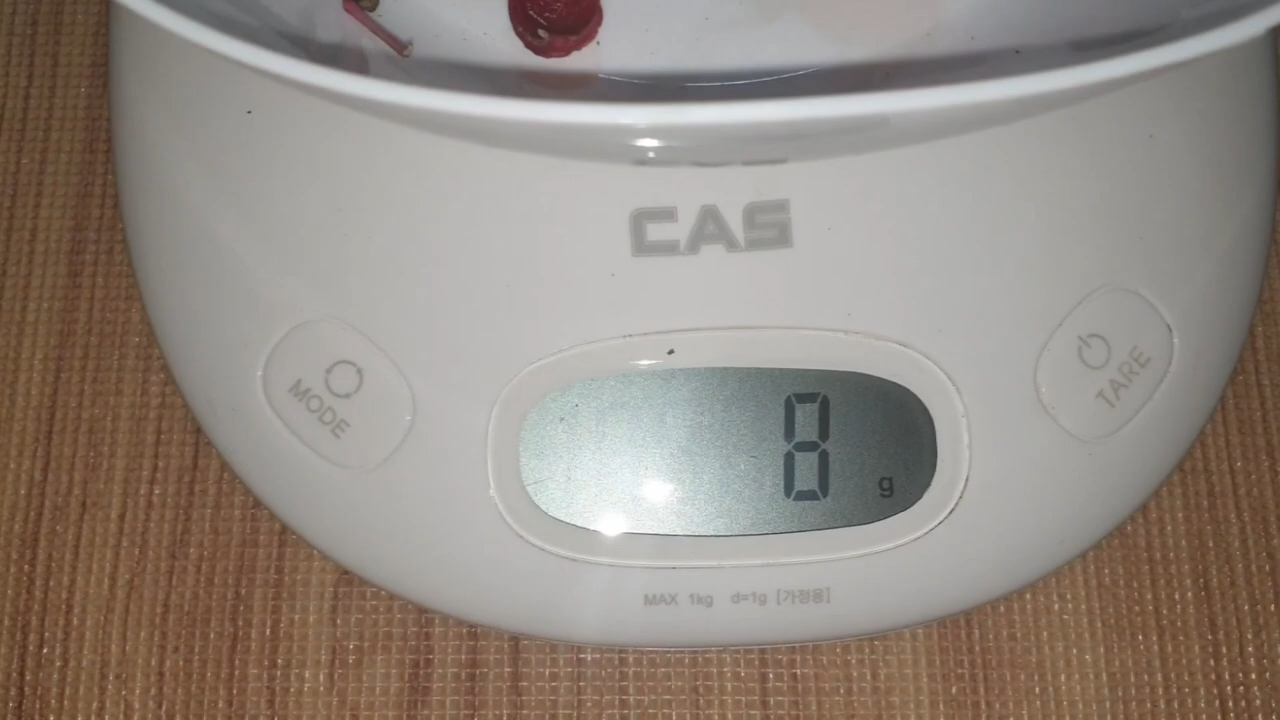 CAS
MODE
TARE
8 g
MAX 1kg d=1g [가정용]